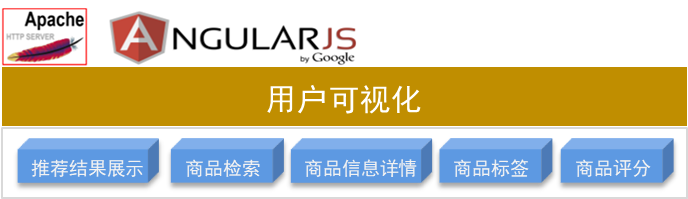 Apache
HTTP SERVER
ANGULARJS
by Google
用户可视化
推荐结果展示
商品检索
商品信息详情
商品标签
商品评分